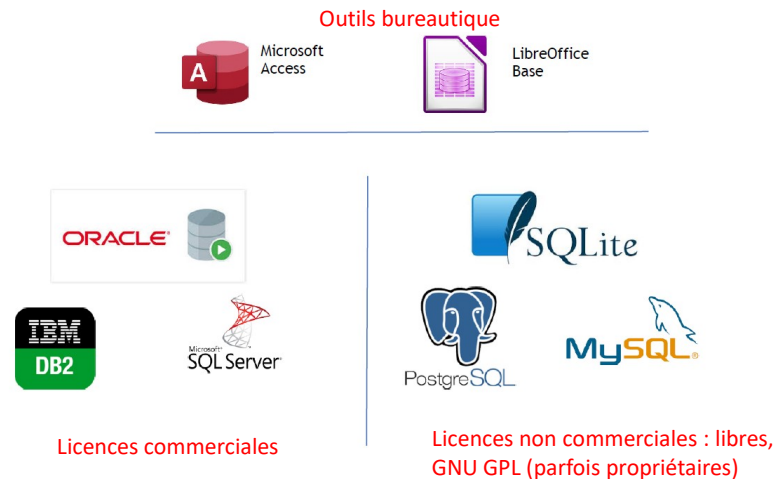 Outils bureautique
Microsoft
Access
A
LibreOffice
Base
ORACLE
SQLite
IBM
DB2
Microsoft
SQL Server
PostgreSQL
MySQL
Licences commerciales
Licences non commerciales : libres,
GNU GPL (parfois propriétaires)